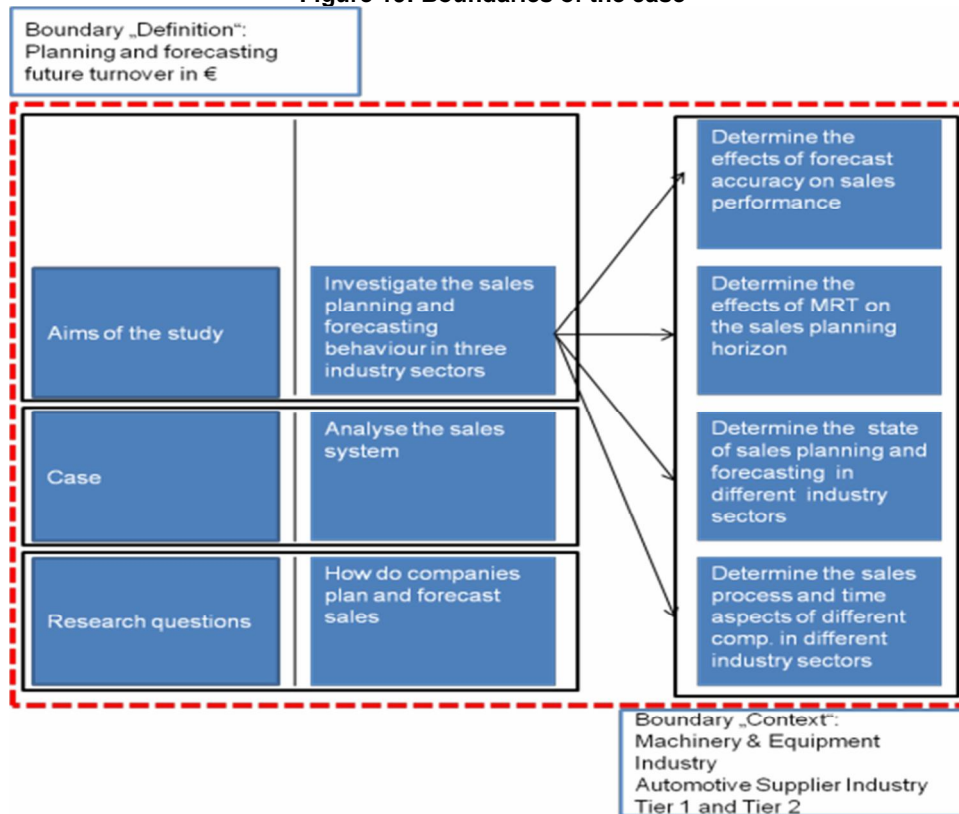 Boundary „Definition“:
Planning and forecasting
future turnover in €
Aims of the study
Investigate the sales
planning and
forecasting
behaviour in three
industry sectors
Case
Analyse the sales
system
Research questions
How do companies
plan and forecast
sales
Determine the
effects of forecast
accuracy on sales
performance
Determine the
effects of MRT on
the sales planning
horizon
Determine the state
of sales planning and
forecasting in
different industry
sectors
Determine the sales
process and time
aspects of different
comp. in different
industry sectors
Boundary „Context“:
Machinery & Equipment
Industry
Automotive Supplier Industry
Tier 1 and Tier 2